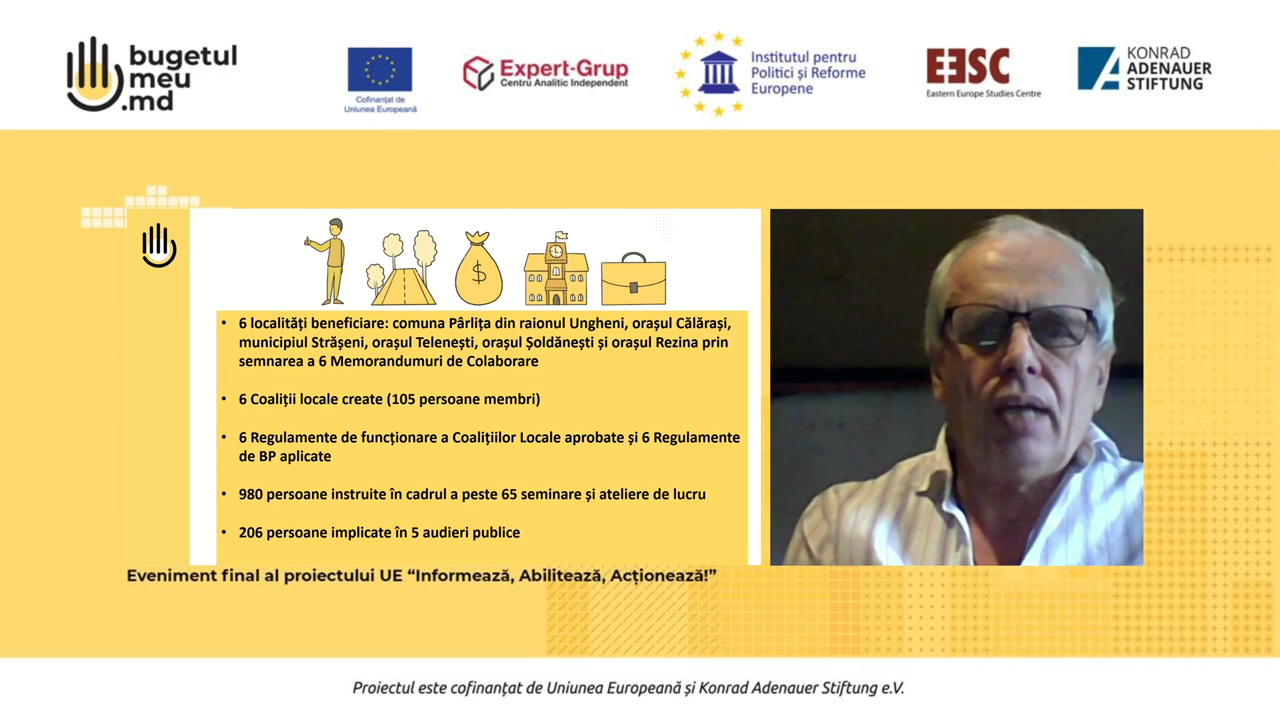 bugetul
meu
.md
Cofinanțat de
Uniunea Europeană
Expert-Grup
Centru Analitic Independent
Institutul pentru
Politici și Reforme
Europene
EESC
Eastern Europe Studies Centre
KONRAD
ADENAUER
STIFTUNG
$
• 6 localități beneficiare: comuna Pârlița din raionul Ungheni, orașul Călărași,
municipiul Strășeni, orașul Telenești, orașul Șoldănești și orașul Rezina prin
semnarea a 6 Memorandumuri de Colaborare
• 6 Coaliții locale create (105 persoane membri)
• 6 Regulamente de funcționare a Coalițiilor Locale aprobate și 6 Regulamente
de BP aplicate
• 980 persoane instruite în cadrul a peste 65 seminare și ateliere de lucru
• 206 persoane implicate în 5 audieri publice
Eveniment final al proiectului UE “Informează, Abilitează, Acționează!”
Proiectul este cofinanțat de Uniunea Europeană și Konrad Adenauer Stiftung e.V.